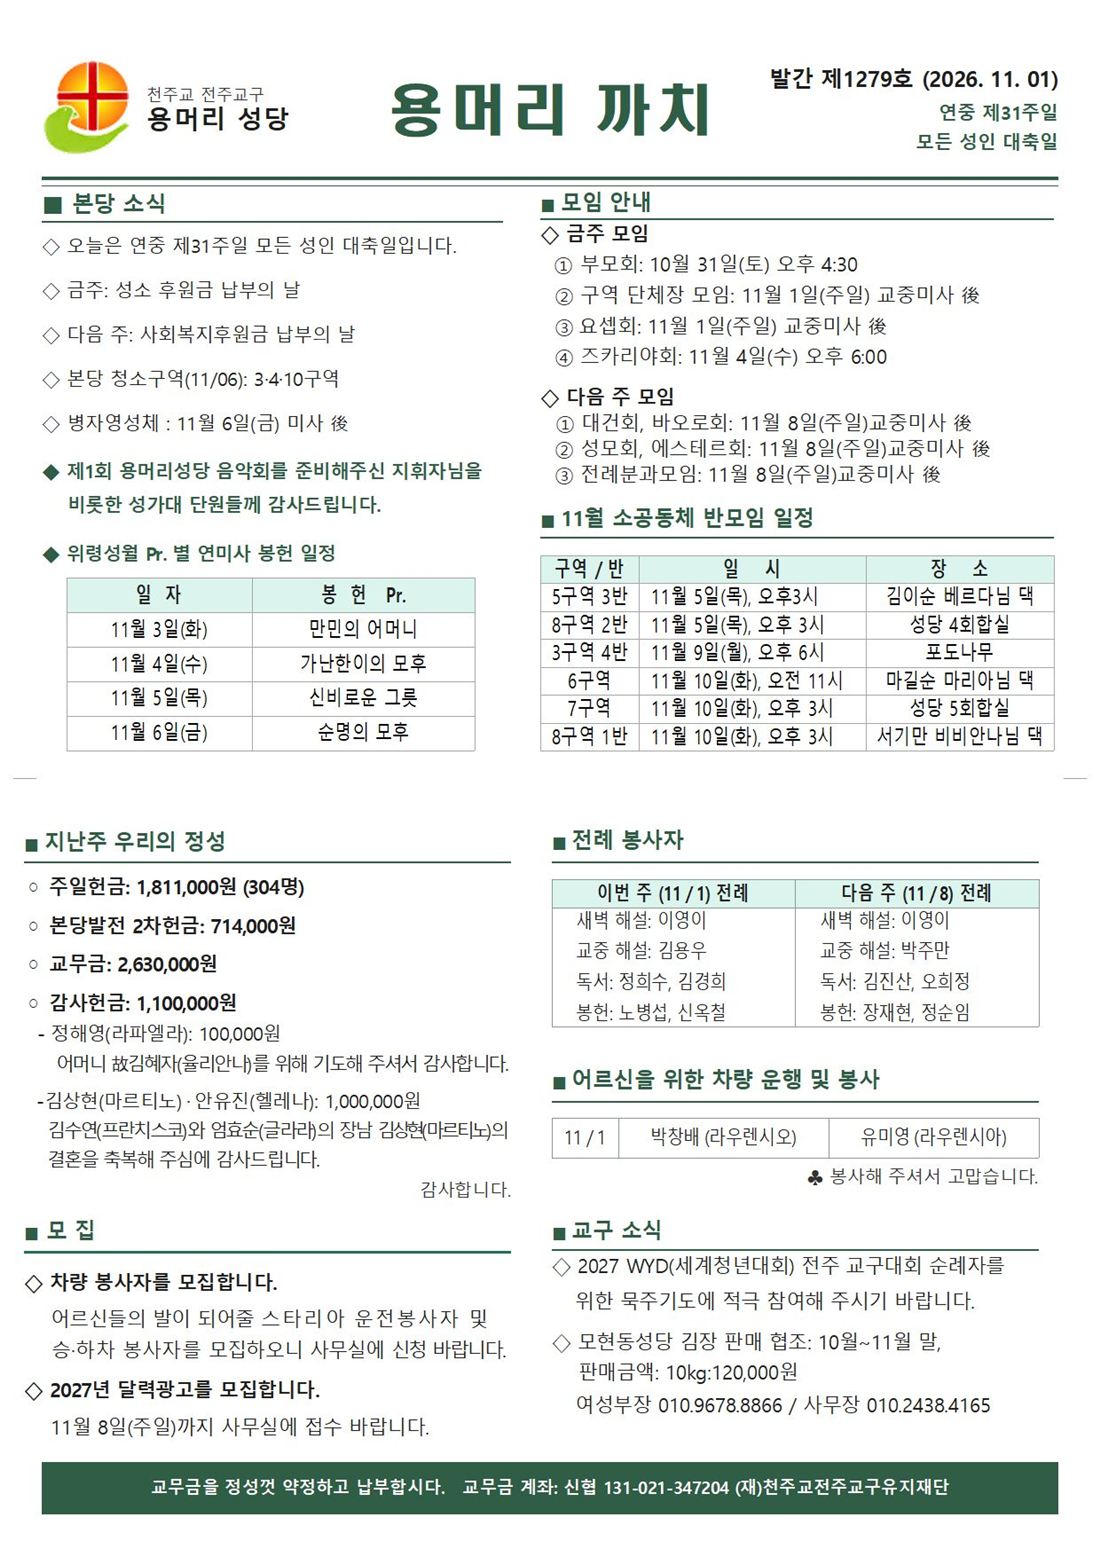 천주교 전주교구
용머리 성당
용머리 까치
발간 제1279호 (2026. 11. 01)
연중 제31주일
모든 성인 대축일
■ 본당 소식
◇ 오늘은 연중 제31주일 모든 성인 대축일입니다.
◇ 금주: 성소 후원금 납부의 날
◇ 다음 주: 사회복지후원금 납부의 날
◇ 본당 청소구역(11/06): 3·4·10구역
◇ 병자영성체 : 11월 6일(금) 미사 後
◆ 제1회 용머리성당 음악회를 준비해주신 지휘자님을
비롯한 성가대 단원들께 감사드립니다.
◆ 위령성월 Pr. 별 연미사 봉헌 일정
일 자 봉 헌 Pr.
11월 3일(화) 만민의 어머니
11월 4일(수) 가난한이의 모후
11월 5일(목) 신비로운 그릇
11월 6일(금) 순명의 모후
■ 모임 안내
◇ 금주 모임
① 부모회: 10월 31일(토) 오후 4:30
② 구역 단체장 모임: 11월 1일(주일) 교중미사 後
③ 요셉회: 11월 1일(주일) 교중미사 後
④ 즈카리야회: 11월 4일(수) 오후 6:00
◇ 다음 주 모임
① 대건회, 바오로회: 11월 8일(주일)교중미사 後
② 성모회, 에스테르회: 11월 8일(주일)교중미사 後
③ 전례분과모임: 11월 8일(주일)교중미사 後
■ 11월 소공동체 반모임 일정
구역 / 반 일 시 장 소
5구역 3반 11월 5일(목), 오후3시 김이순 베르다님 댁
8구역 2반 11월 5일(목), 오후 3시 성당 4회합실
3구역 4반 11월 9일(월), 오후 6시 포도나무
6구역 11월 10일(화), 오전 11시 마길순 마리아님 댁
7구역 11월 10일(화), 오후 3시 성당 5회합실
8구역 1반 11월 10일(화), 오후 3시 서기만 비비안나님 댁
■ 지난주 우리의 정성
○ 주일헌금: 1,811,000원 (304명)
○ 본당발전 2차헌금: 714,000원
○ 교무금: 2,630,000원
○ 감사헌금: 1,100,000원
- 정해영(라파엘라): 100,000원
어머니 故김혜자(율리안나)를 위해 기도해 주셔서 감사합니다.
-김상현(마르티노) · 안유진(헬레나): 1,000,000원
김수연(프란치스코)와 엄효순(글라라)의 장남 김상현(마르티노)의
결혼을 축복해 주심에 감사드립니다.
감사합니다.
■ 모 집
◇ 차량 봉사자를 모집합니다.
어르신들의 발이 되어줄 스타리아 운전봉사자 및
승·하차 봉사자를 모집하오니 사무실에 신청 바랍니다.
◇ 2027년 달력광고를 모집합니다.
11월 8일(주일)까지 사무실에 접수 바랍니다.
■ 전례 봉사자
이번 주 (11 / 1) 전례 다음 주 (11 / 8) 전례
새벽 해설: 이영이 새벽 해설: 이영이
교중 해설: 김용우 교중 해설: 박주만
독서: 정희수, 김경희 독서: 김진산, 오희정
봉헌: 노병섭, 신옥철 봉헌: 장재현, 정순임
■ 어르신을 위한 차량 운행 및 봉사
11 / 1 박창배 (라우렌시오) 유미영 (라우렌시아)
♣ 봉사해 주셔서 고맙습니다.
■ 교구 소식
◇ 2027 WYD(세계청년대회) 전주 교구대회 순례자를
위한 묵주기도에 적극 참여해 주시기 바랍니다.
◇ 모현동성당 김장 판매 협조: 10월~11월 말,
판매금액: 10kg:120,000원
여성부장 010.9678.8866 / 사무장 010.2438.4165
교무금을 정성껏 약정하고 납부합시다. 교무금 계좌: 신협 131-021-347204 (재)천주교전주교구유지재단